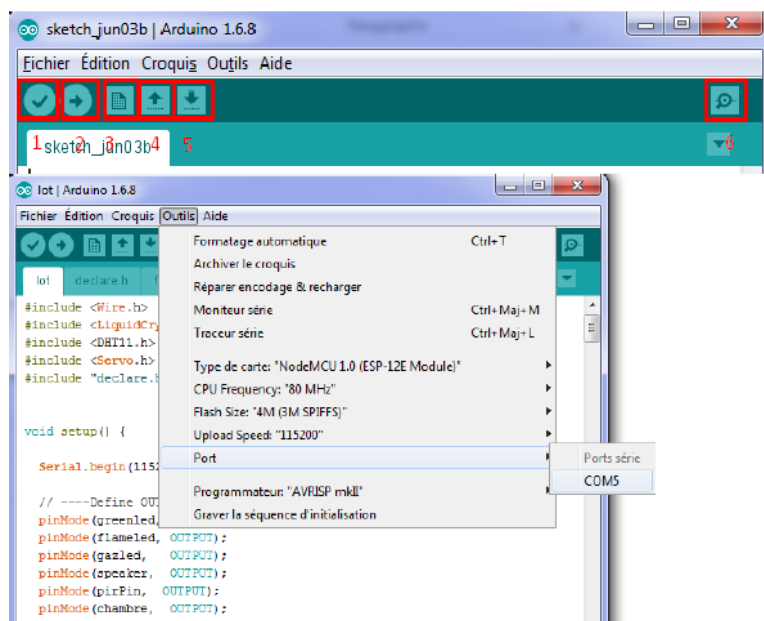 sketch_jun03b | Arduino 1.6.8
Fichier Édition Croquis Outils Aide
1 2 3 4 5 6
sketch_jun03b
Iot | Arduino 1.6.8
Fichier Édition Croquis Outils Aide
Iot declare.h
Formatage automatique Ctrl+T
Archiver le croquis
Réparer encodage & recharger
Moniteur série Ctrl+Maj+M
Traceur série Ctrl+Maj+L
Type de carte: "NodeMCU 1.0 (ESP-12E Module)"
CPU Frequency: "80 MHz"
Flash Size: "4M (3M SPIFFS)"
Upload Speed: "115200"
Port
Programmateur: "AVRISP mkII"
Graver la séquence d'initialisation
Ports série
COM5
#include <Wire.h>
#include <LiquidCry
#include <DHT11.h>
#include <Servo.h>
#include "declare.h
void setup() {
Serial.begin(1152
// ----Define OU
pinMode(greenled,
pinMode(flameled, OUTPUT);
pinMode(gazled, OUTPUT);
pinMode(speaker, OUTPUT);
pinMode(pirPin, OUTPUT);
pinMode(chambre, OUTPUT);